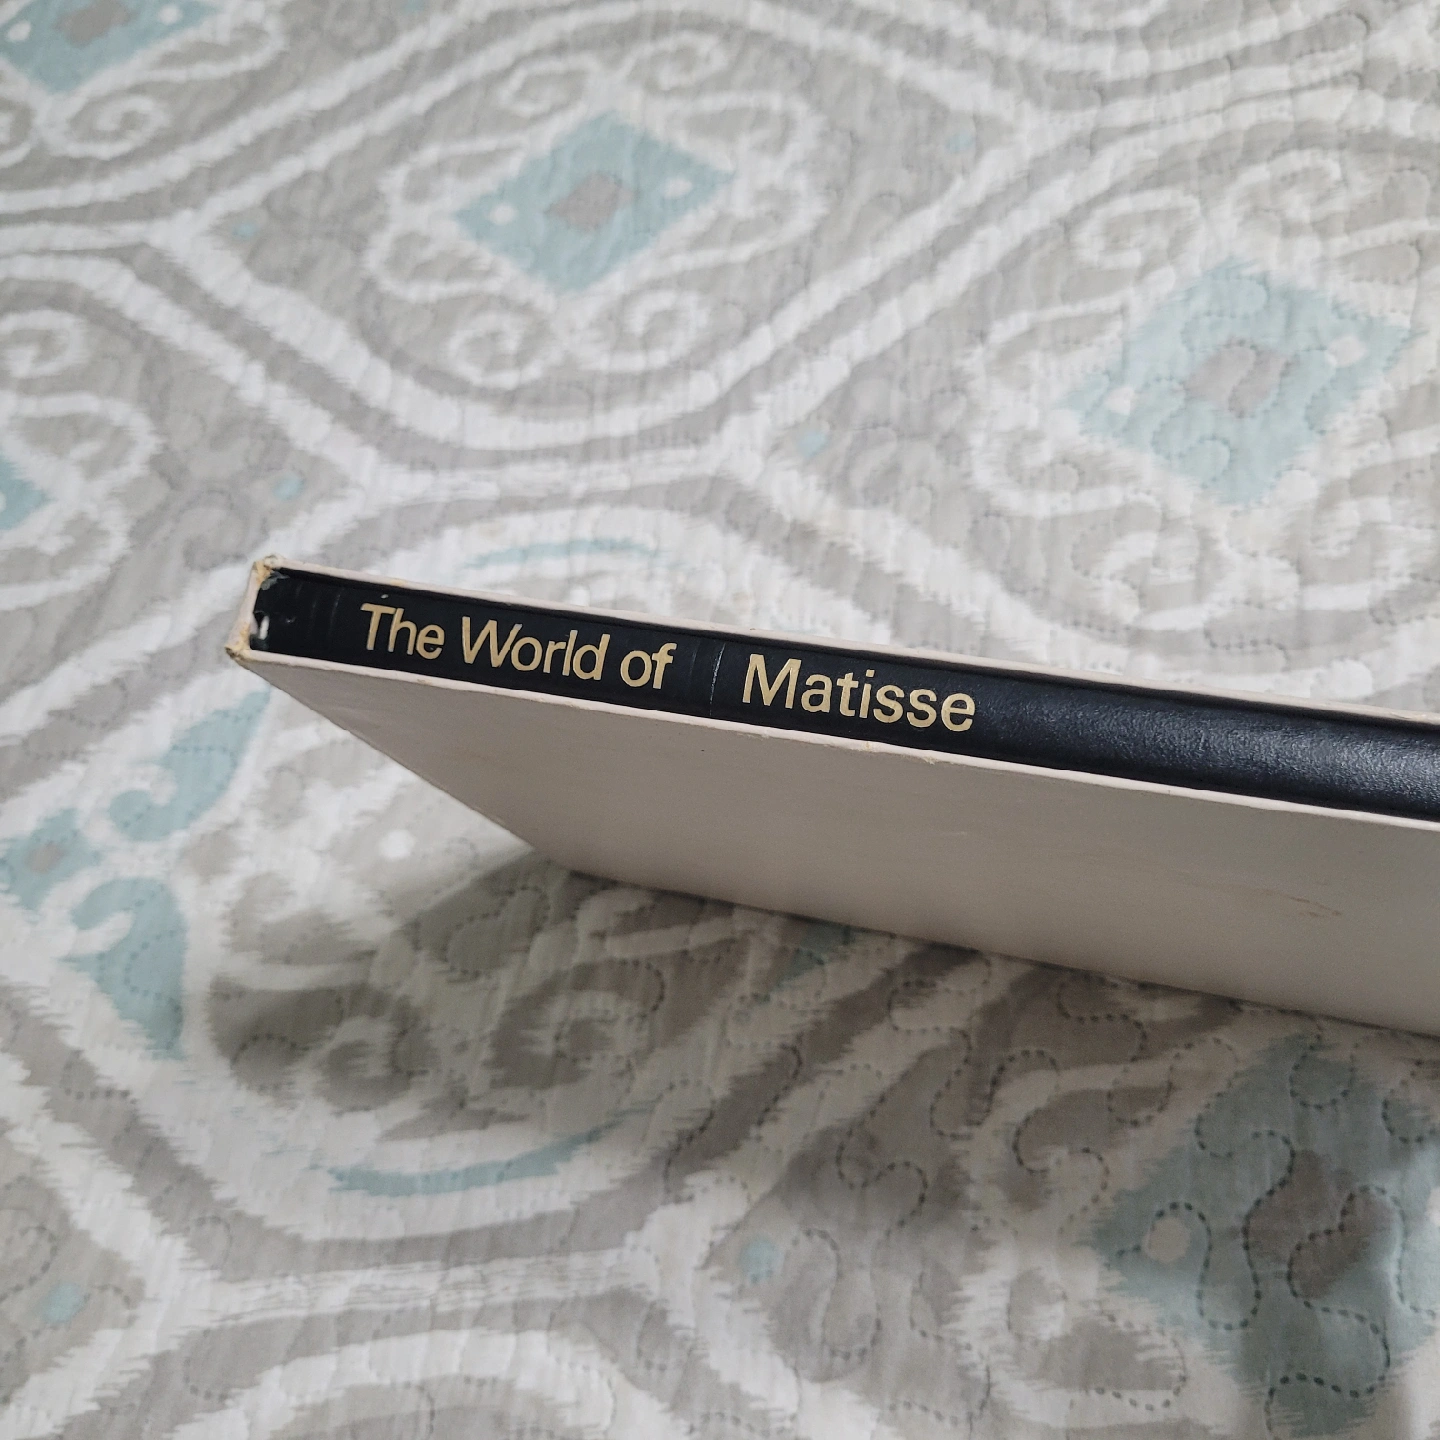 The World of Matisse